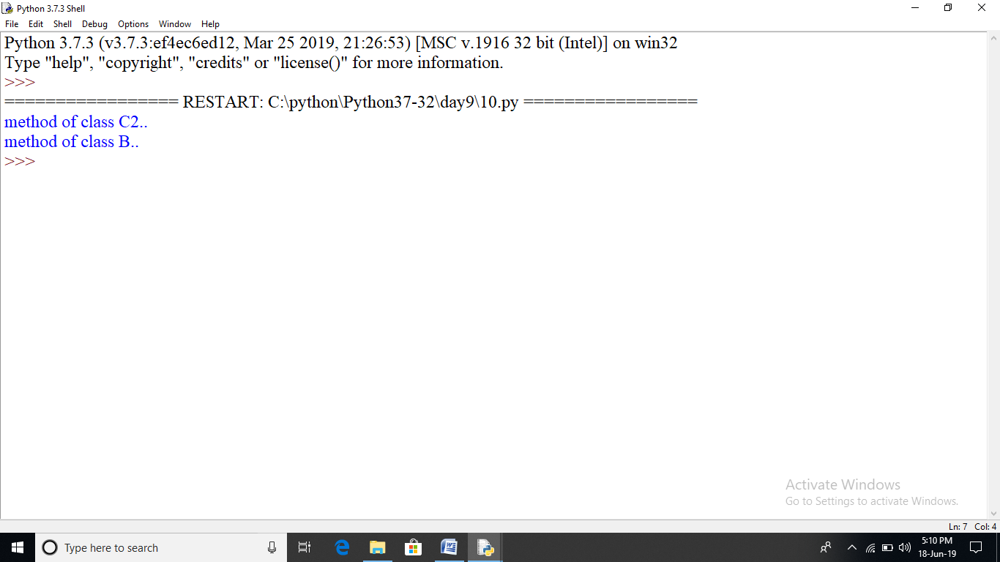 Python 3.7.3 Shell
File Edit Shell Debug Options Window Help
Python 3.7.3 (v3.7.3:ef4ec6ed12, Mar 25 2019, 21:26:53) [MSC v.1916 32 bit (Intel)] on win32
Type "help", "copyright", "credits" or "license()" for more information.
>>>
================= RESTART: C:\python\Python37-32\day9\10.py =================
method of class C2..
method of class B..
>>>
Activate Windows
Go to Settings to activate Windows.
Ln: 7 Col: 4
Type here to search
5:10 PM
18-Jun-19